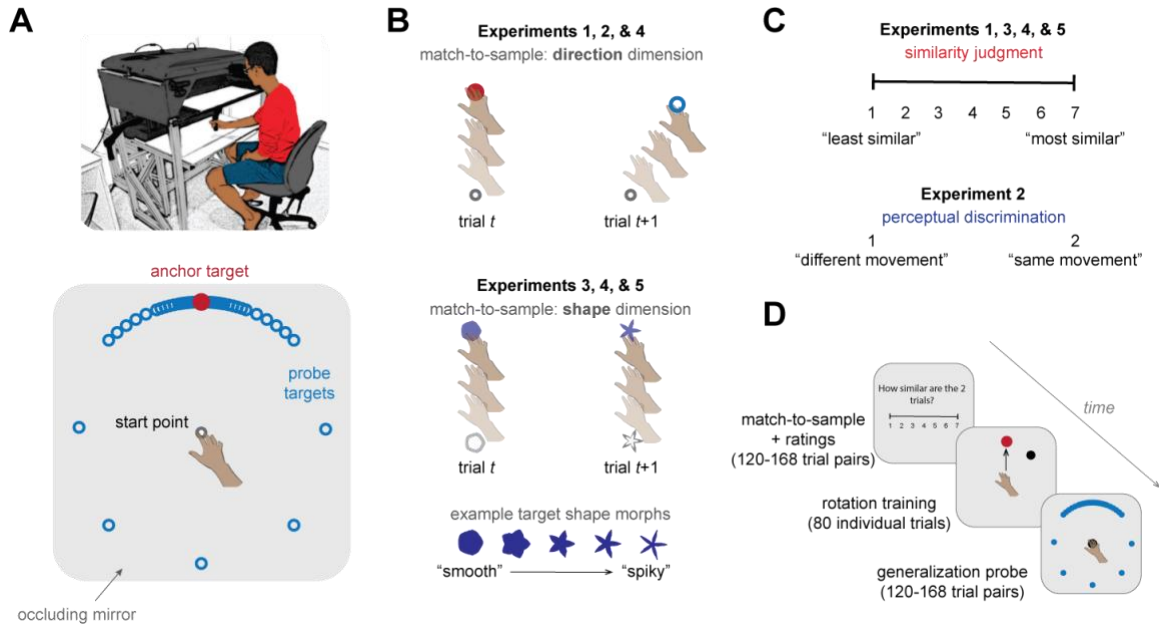 A
anchor target
probe
targets
start point
occluding mirror
B
Experiments 1, 2, & 4
match-to-sample: direction dimension
trial t
trial t+1
Experiments 3, 4, & 5
match-to-sample: shape dimension
trial t
trial t+1
example target shape morphs
“smooth”
“spiky”
C
Experiments 1, 3, 4, & 5
similarity judgment
1 2 3 4 5 6 7
“least similar”
“most similar”
Experiment 2
perceptual discrimination
1
2
“different movement”
“same movement”
D
time
How similar are the 2
trials?
1 2 3 4 5 6 7
match-to-sample
+ ratings
(120-168 trial pairs)
rotation training
(80 individual trials)
generalization probe
(120-168 trial pairs)